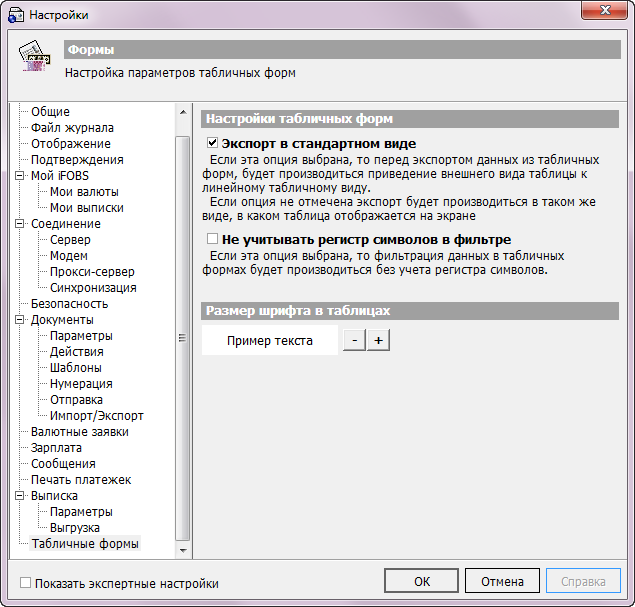 Настройки
Формы
Настройка параметров табличных форм
Общие
Файл журнала
Отображение
Подтверждения
Мой iFOBS
Мои валюты
Мои выписки
Соединение
Сервер
Модем
Прокси-сервер
Синхронизация
Безопасность
Документы
Параметры
Действия
Шаблоны
Нумерация
Отправка
Импорт/Экспорт
Валютные заявки
Зарплата
Сообщения
Печать платежек
Выписка
Параметры
Выгрузка
Табличные формы
Настройки табличных форм
Экспорт в стандартном виде
Если эта опция выбрана, то перед экспортом данных из табличных
форм, будет производиться приведение внешнего вида таблицы к
линейному табличному виду.
Если опция не отмечена экспорт будет производиться в таком же
виде, в каком таблица отображается на экране
Не учитывать регистр символов в фильтре
Если эта опция выбрана, то фильтрация данных в табличных
формах будет производиться без учета регистра символов.
Размер шрифта в таблицах
Пример текста
- +
Показать экспертные настройки
ОК
Отмена
Справка